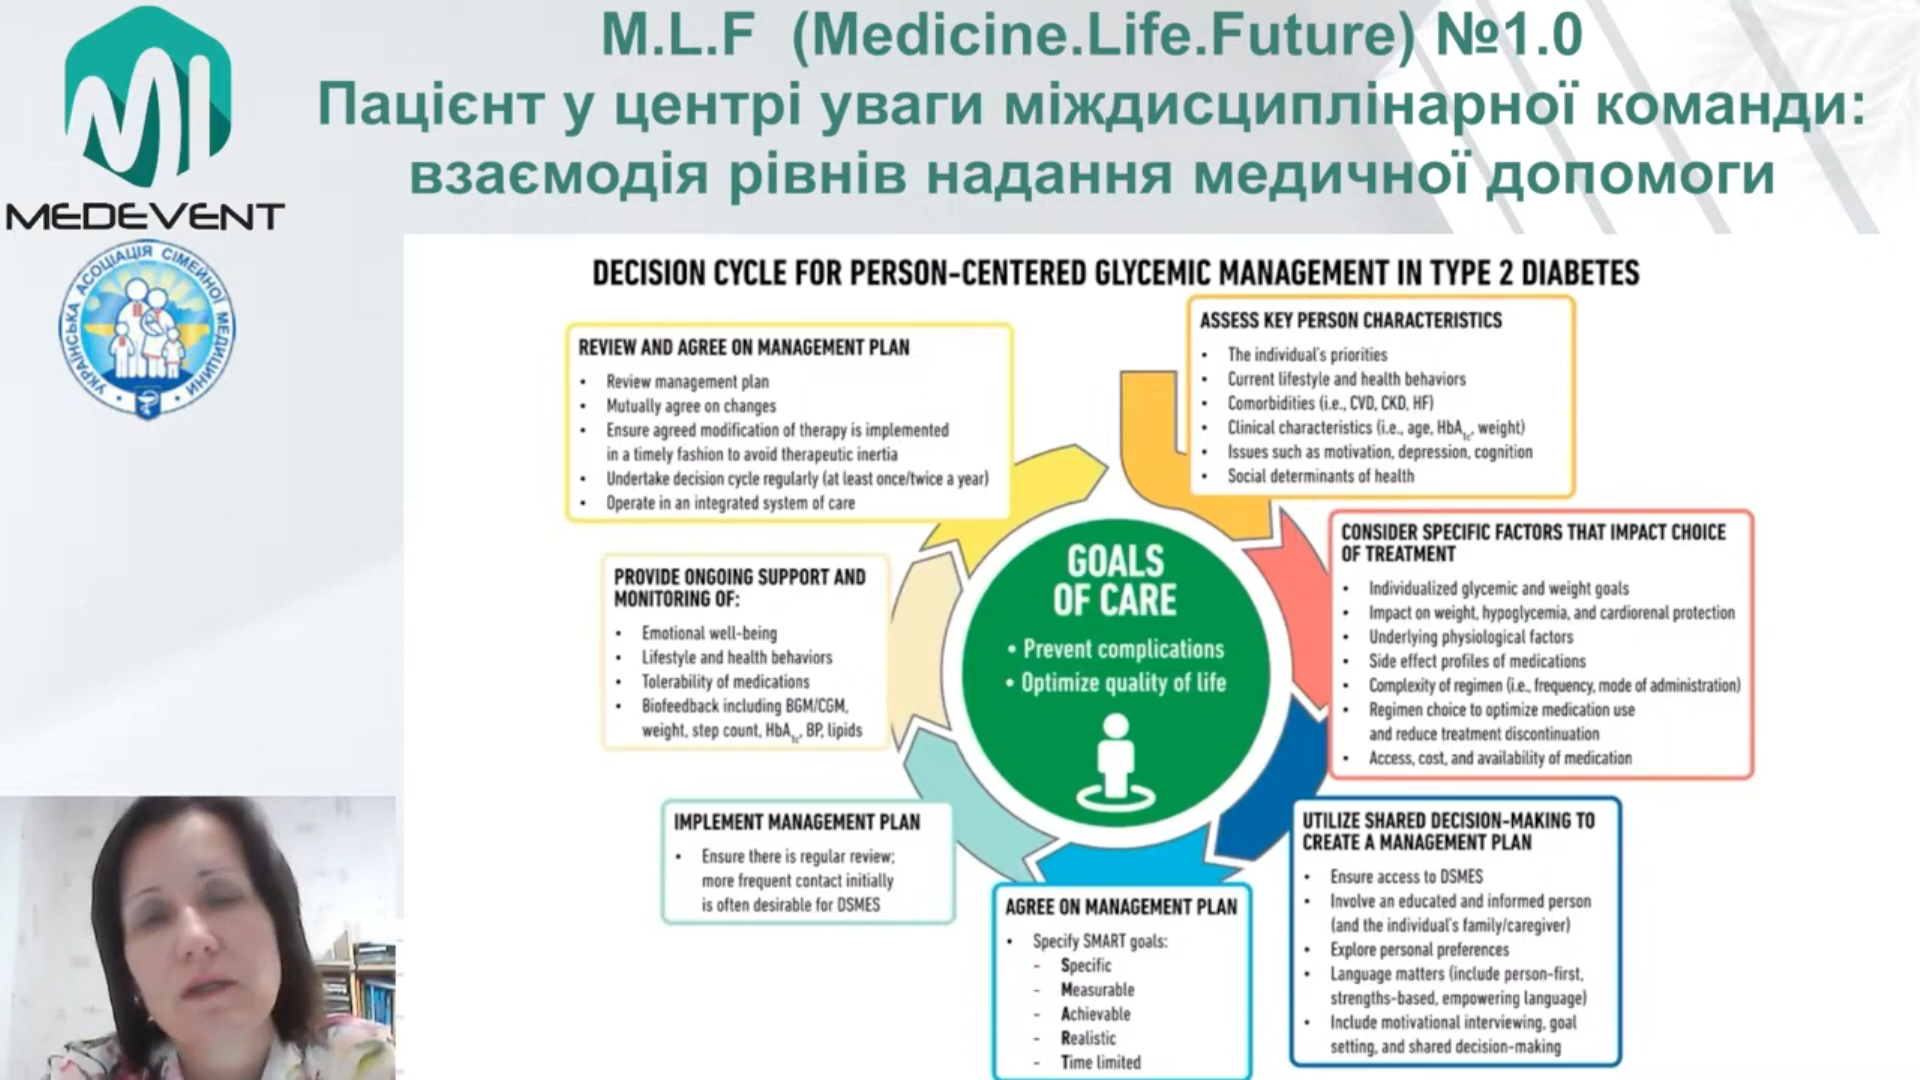 M.L.F (Medicine.Life.Future) №1.0
Пацієнт у центрі уваги міждисциплінарної команди:
взаємодія рівнів надання медичної допомоги
MEDEVENT
УКРАЇНСЬКА АСОЦІАЦІЯ СІМЕЙНОЇ МЕДИЦИНИ
DECISION CYCLE FOR PERSON-CENTERED GLYCEMIC MANAGEMENT IN TYPE 2 DIABETES
REVIEW AND AGREE ON MANAGEMENT PLAN
• Review management plan
• Mutually agree on changes
• Ensure agreed modification of therapy is implemented
in a timely fashion to avoid therapeutic inertia
• Undertake decision cycle regularly (at least once/twice a year)
• Operate in an integrated system of care
ASSESS KEY PERSON CHARACTERISTICS
• The individual's priorities
• Current lifestyle and health behaviors
• Comorbidities (i.e., CVD, CKD, HF)
• Clinical characteristics (i.e., age, HbA1c, weight)
• Issues such as motivation, depression, cognition
• Social determinants of health
CONSIDER SPECIFIC FACTORS THAT IMPACT CHOICE
OF TREATMENT
• Individualized glycemic and weight goals
• Impact on weight, hypoglycemia, and cardiorenal protection
• Underlying physiological factors
• Side effect profiles of medications
• Complexity of regimen (i.e., frequency, mode of administration)
• Regimen choice to optimize medication use
and reduce treatment discontinuation
• Access, cost, and availability of medication
UTILIZE SHARED DECISION-MAKING TO
CREATE A MANAGEMENT PLAN
• Ensure access to DSMES
• Involve an educated and informed person
(and the individual's family/caregiver)
• Explore personal preferences
• Language matters (include person-first,
strengths-based, empowering language)
• Include motivational interviewing, goal
setting, and shared decision-making
AGREE ON MANAGEMENT PLAN
• Specify SMART goals:
- Specific
- Measurable
- Achievable
- Realistic
- Time limited
IMPLEMENT MANAGEMENT PLAN
• Ensure there is regular review;
more frequent contact initially
is often desirable for DSMES
PROVIDE ONGOING SUPPORT AND
MONITORING OF:
• Emotional well-being
• Lifestyle and health behaviors
• Tolerability of medications
• Biofeedback including BGM/CGM,
weight, step count, HbA1c, BP, lipids
GOALS
OF CARE
• Prevent complications
• Optimize quality of life